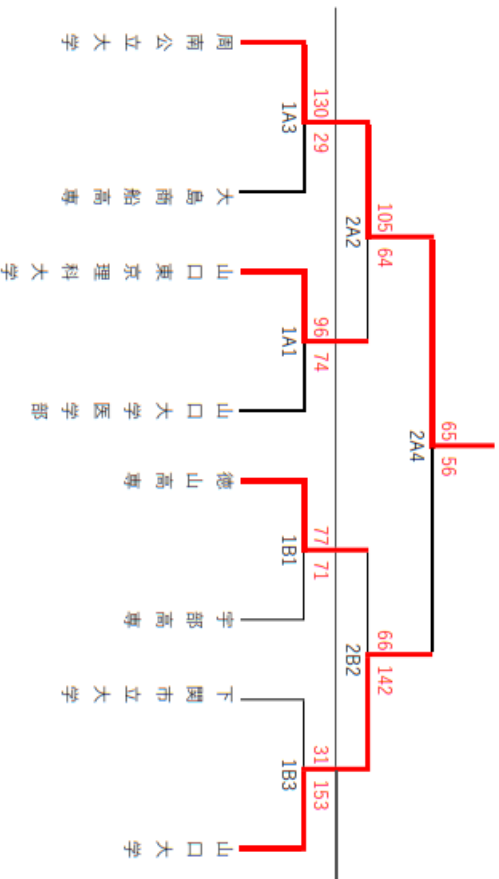 65 56
2A4
105 64 66 142
2A2 2B2
130 29 96 74 77 71 31 153
1A3 1A1 1B1 1B3
周南公立大学
大島商船高専
山口東京理科大学
山口大学医学部
徳山高専
宇部高専
下関市立大学
山口大学